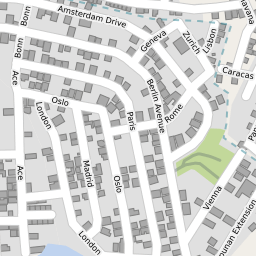 Bonn
Amsterdam Drive
Geneva
Zurich
Lisbon
Havana
Bonn
Caracas
Ace
Oslo
London
Paris
Berlin Avenue
Rome
Madrid
Ace
Oslo
Vienna
London
ounan Extension